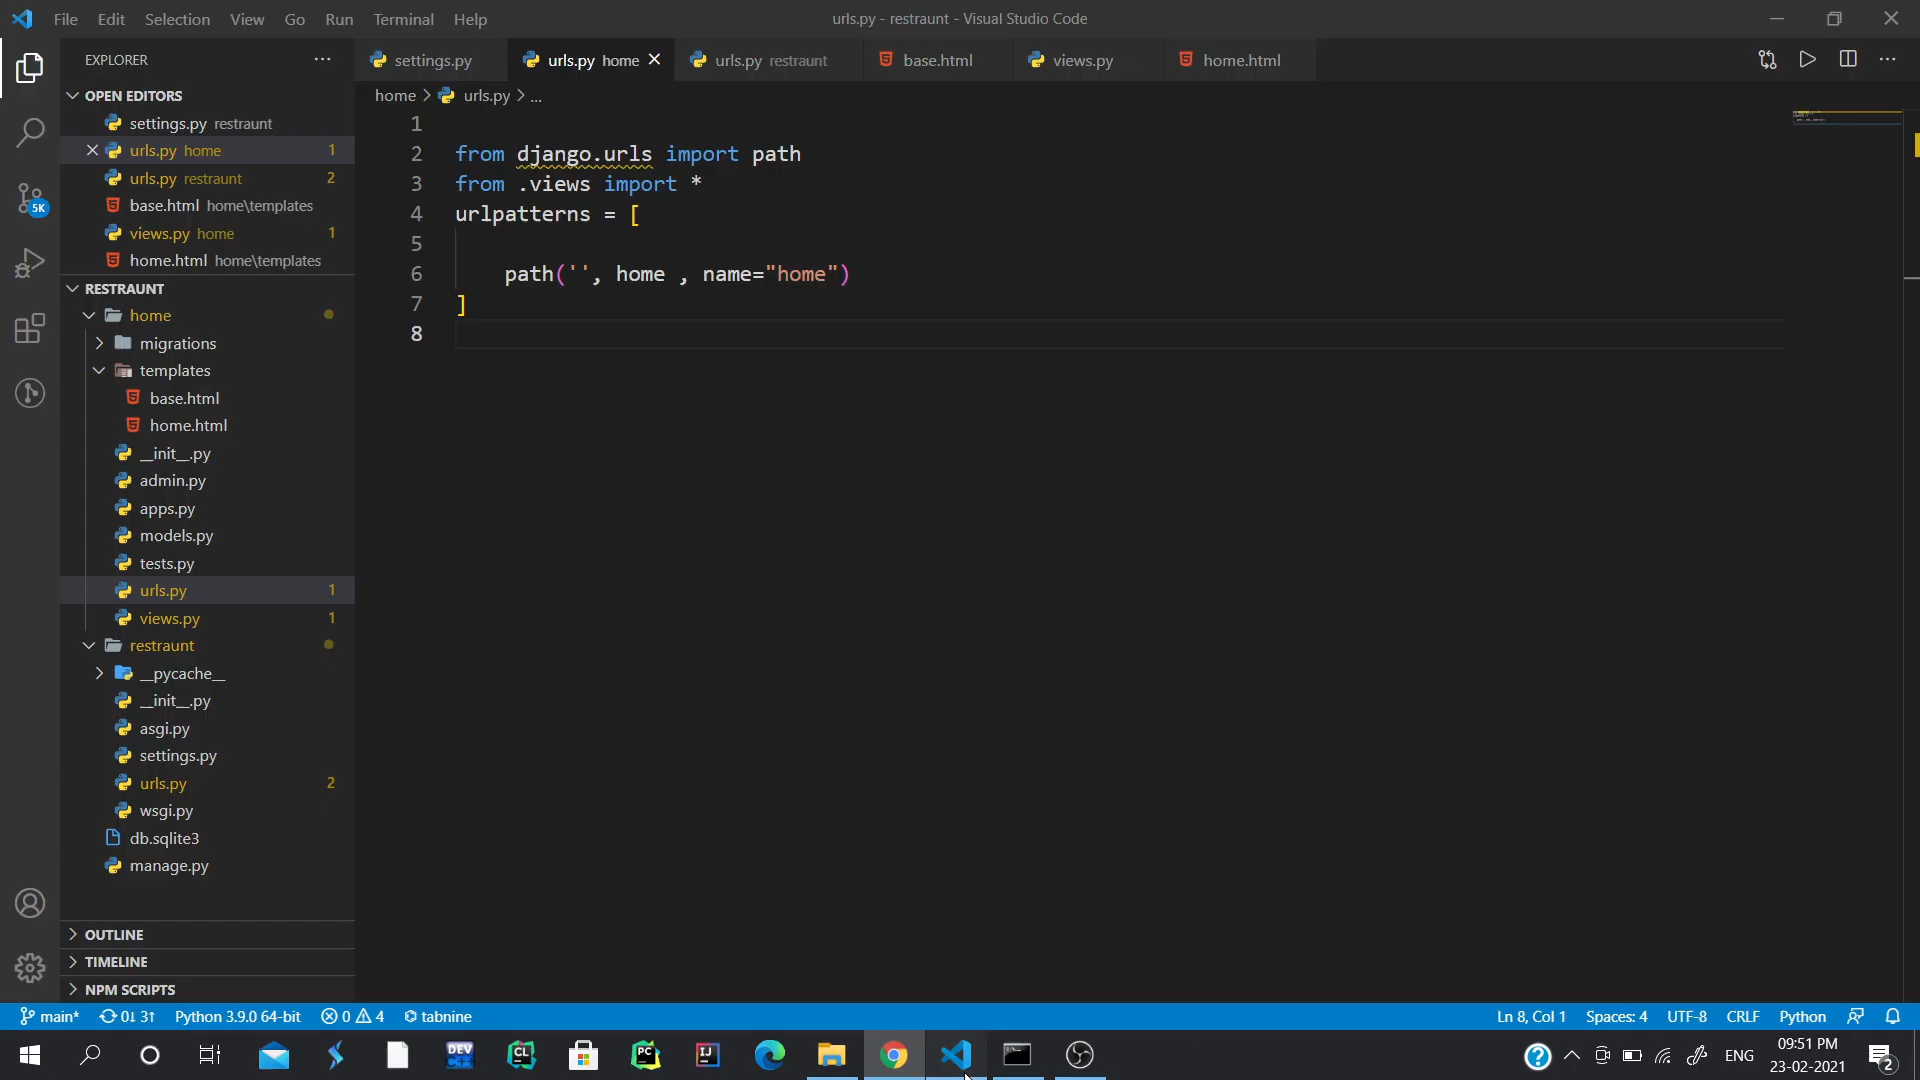 File Edit Selection View Go Run Terminal Help
urls.py - restraunt - Visual Studio Code
EXPLORER
settings.py
urls.py home
urls.py restraunt
base.html
views.py
home.html
OPEN EDITORS
home > urls.py > ...
settings.py restraunt
urls.py home 1
urls.py restraunt 2
base.html home\templates
views.py home 1
home.html home\templates
RESTRAUNT
home
migrations
templates
base.html
home.html
__init__.py
admin.py
apps.py
models.py
tests.py
urls.py 1
views.py 1
restraunt
__pycache__
__init__.py
asgi.py
settings.py
urls.py 2
wsgi.py
db.sqlite3
manage.py
OUTLINE
TIMELINE
NPM SCRIPTS
1
2 from django.urls import path
3 from .views import *
4 urlpatterns = [
5
6 path('', home , name="home")
7 ]
8
5K
main* 0↓ 3↑ Python 3.9.0 64-bit 0 4 tabnine
Ln 8, Col 1 Spaces: 4 UTF-8 CRLF Python
DEV C++ CL PC IJ
ENG
09:51 PM
23-02-2021
2